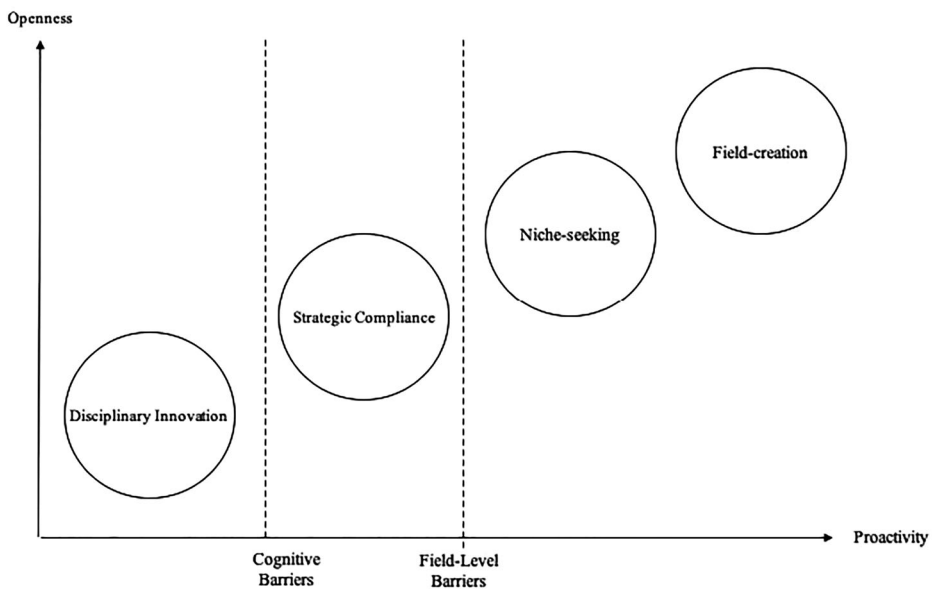 Openness
Field-creation
Niche-seeking
Strategic Compliance
Disciplinary Innovation
Proactivity
Cognitive
Barriers
Field-Level
Barriers